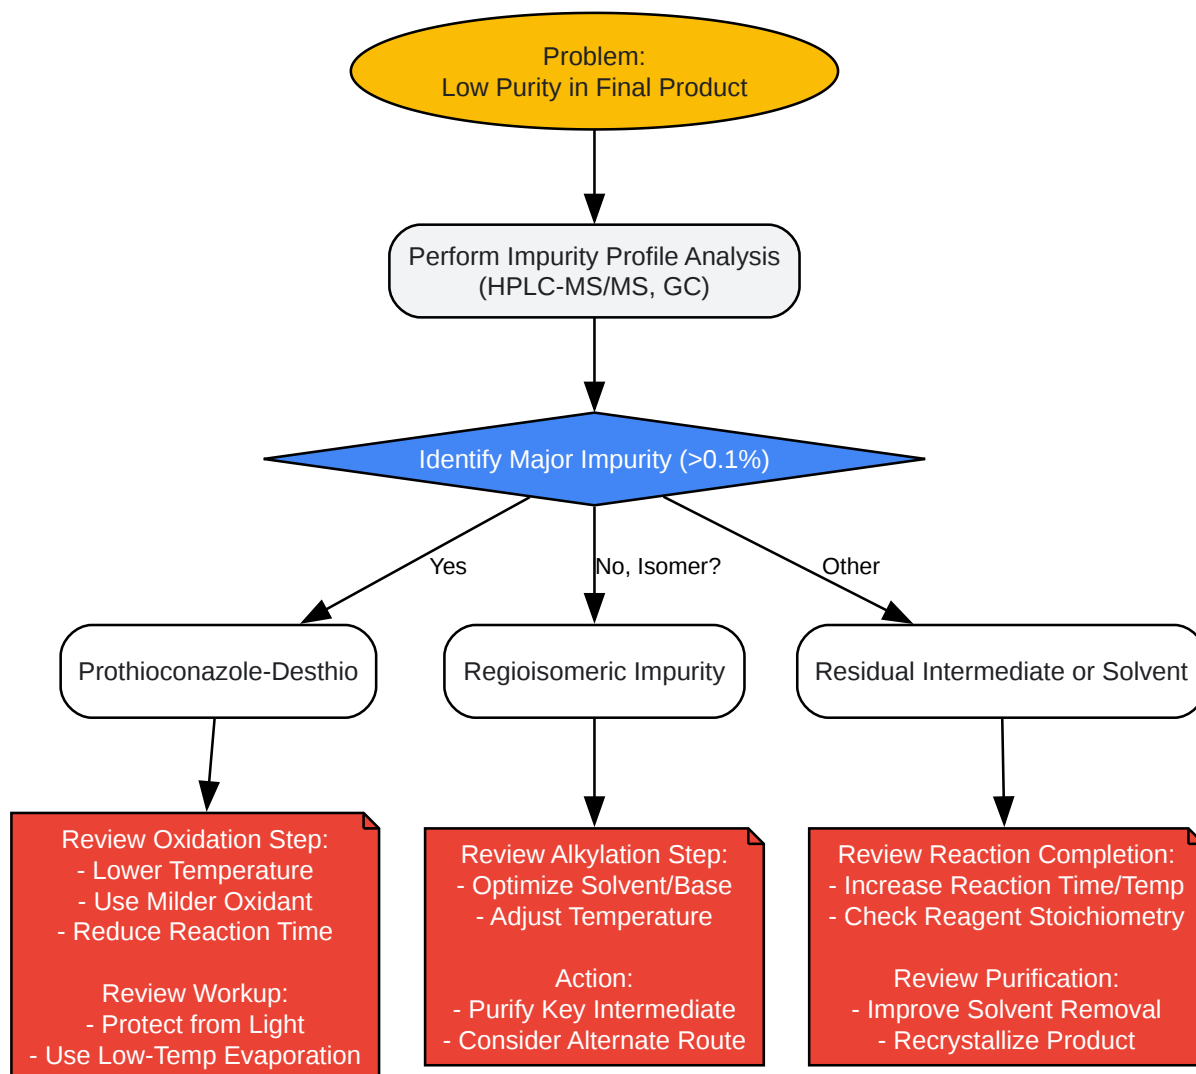 Problem:
Low Purity in Final Product
Perform Impurity Profile Analysis
(HPLC-MS/MS, GC)
Identify Major Impurity (>0.1%)
Yes
No, Isomer?
Other
Prothioconazole-Desthio
Regioisomeric Impurity
Residual Intermediate or Solvent
Review Oxidation Step:
- Lower Temperature
- Use Milder Oxidant
- Reduce Reaction Time
Review Workup:
- Protect from Light
- Use Low-Temp Evaporation
Review Alkylation Step:
- Optimize Solvent/Base
- Adjust Temperature
Action:
- Purify Key Intermediate
- Consider Alternate Route
Review Reaction Completion:
- Increase Reaction Time/Temp
- Check Reagent Stoichiometry
Review Purification:
- Improve Solvent Removal
- Recrystallize Product